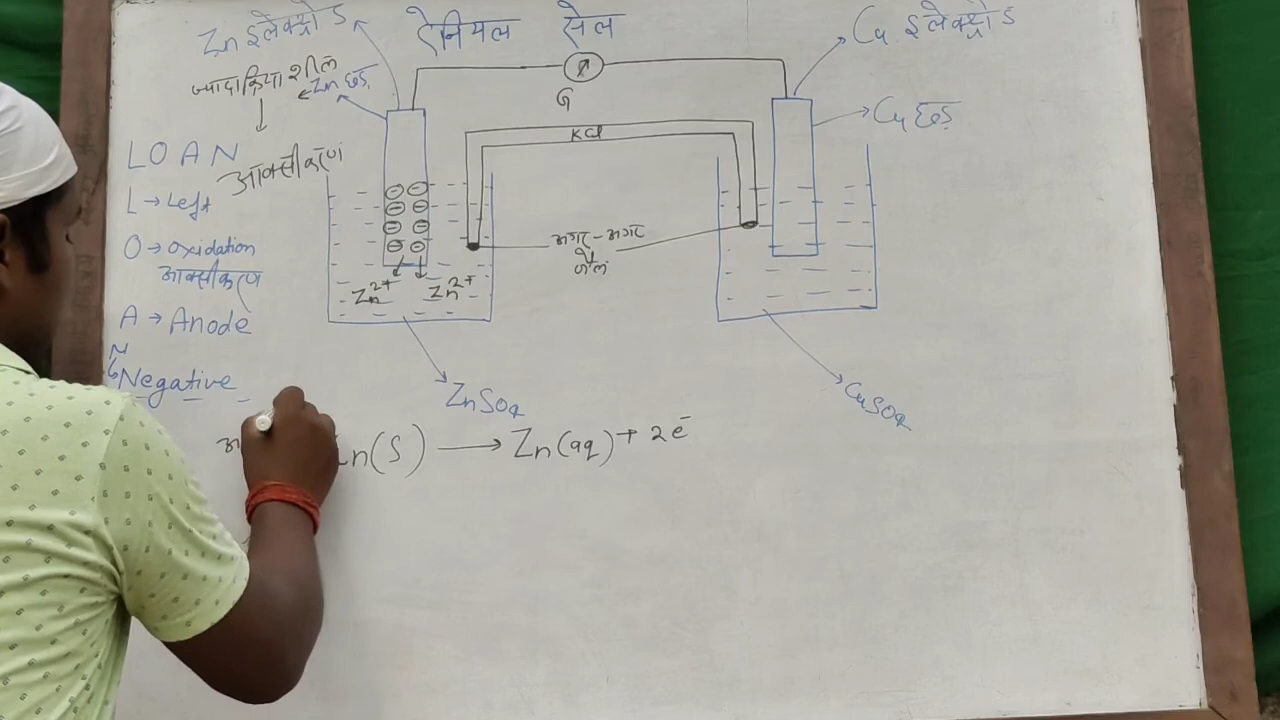 Zn इलेक्ट्रोड
डेनियल सेल
Cu इलेक्ट्रोड
ज्यादा क्रिया शील
Zn छड़
G
Cu छड़
KCl
LOAN
आक्सीकरण
L → Left
O → oxidation
आक्सीकरण
अगर-अगर
जैल
Zn2+ Zn2+
A → Anode
N
↳ Negative
ZnSO4
CuSO4
Zn(S) → Zn(aq) + 2e-